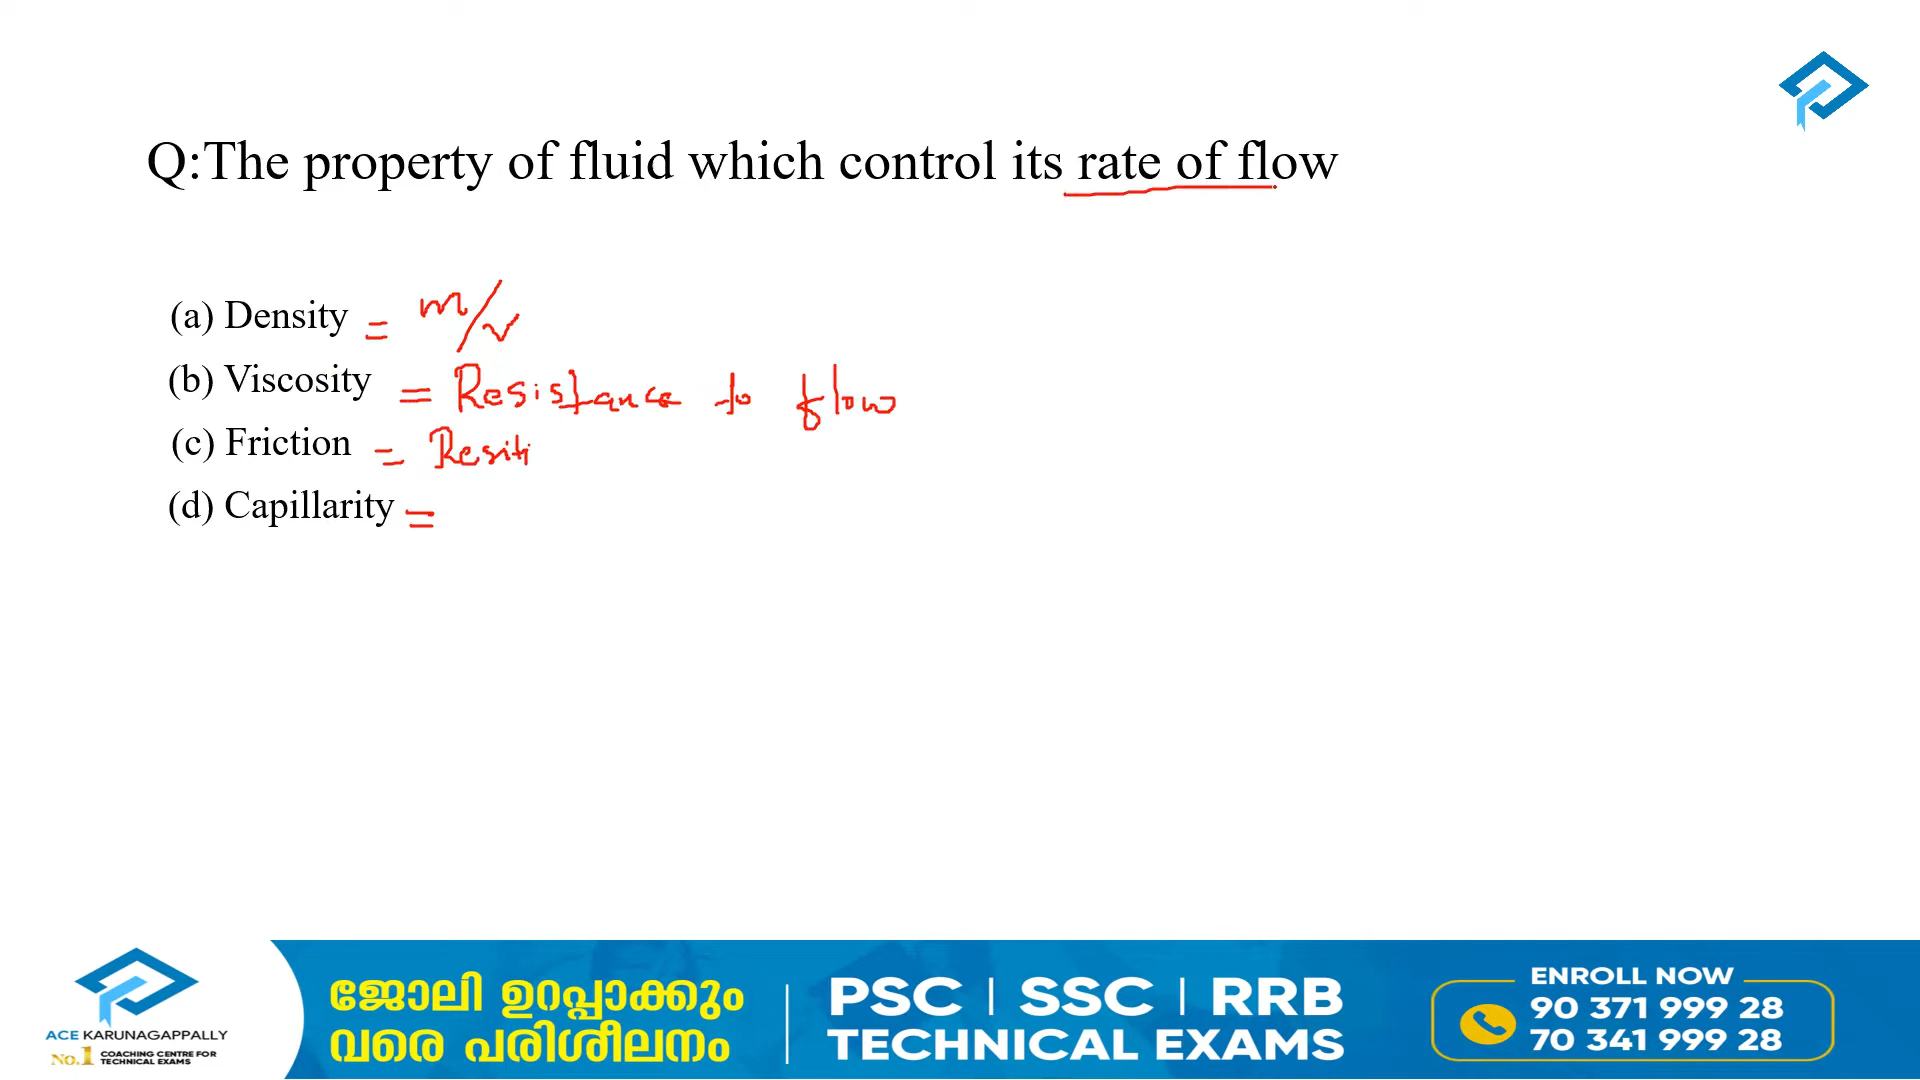 Q:The property of fluid which control its rate of flow
(a) Density = m/v
(b) Viscosity = Resistance to flow
(c) Friction = Resiti
(d) Capillarity =
ACE KARUNAGAPPALLY
No.1 COACHING CENTRE FOR
TECHNICAL EXAMS
ജോലി ഉറപ്പാക്കും
വരെ പരിശീലനം
PSC | SSC | RRB
TECHNICAL EXAMS
ENROLL NOW
90 371 999 28
70 341 999 28